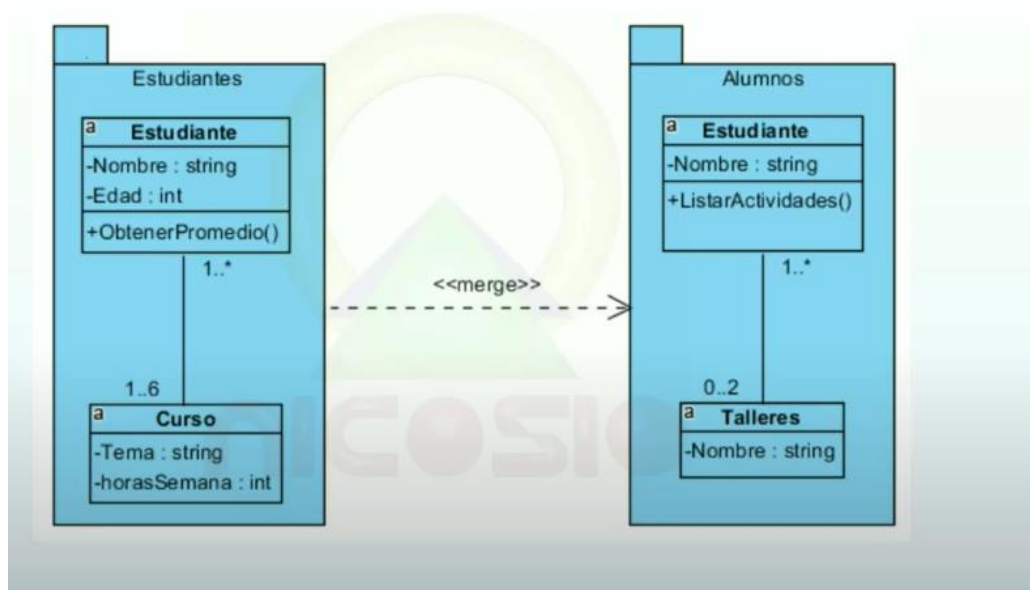 Estudiantes
a Estudiante
-Nombre : string
-Edad : int
+ObtenerPromedio()
1..*
1..6
a Curso
-Tema : string
-horasSemana : int
<<merge>>
Alumnos
a Estudiante
-Nombre : string
+ListarActividades()
1..*
0..2
a Talleres
-Nombre : string
NICOSIO